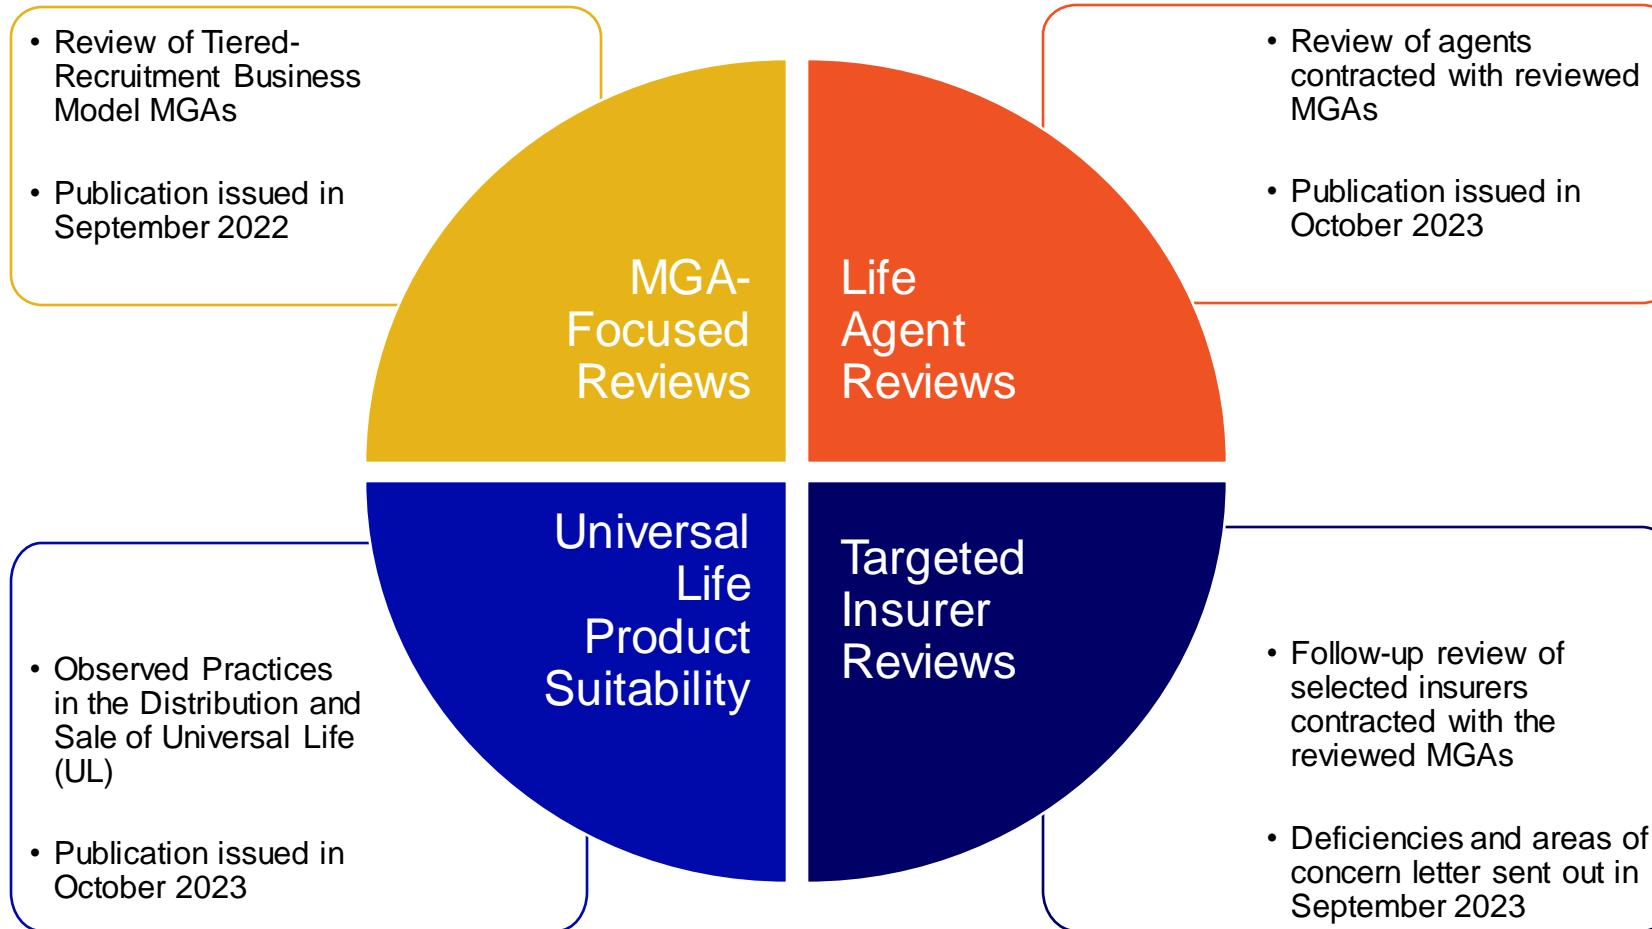 • Review of Tiered-
Recruitment Business
Model MGAs
• Publication issued in
September 2022
MGA-
Focused
Reviews
Life
Agent
Reviews
• Review of agents
contracted with reviewed
MGAs
• Publication issued in
October 2023
• Observed Practices
in the Distribution and
Sale of Universal Life
(UL)
• Publication issued in
October 2023
Universal
Life
Product
Suitability
Targeted
Insurer
Reviews
• Follow-up review of
selected insurers
contracted with the
reviewed MGAs
• Deficiencies and areas of
concern letter sent out in
September 2023